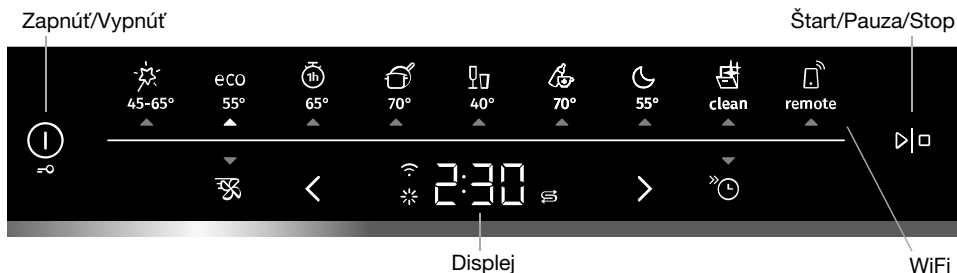 Zapnúť/Vypnúť
Štart/Pauza/Stop
eco 1h
45-65° 55° 65° 70° 40° 70° 55° clean remote
2:30
Displej
WiFi